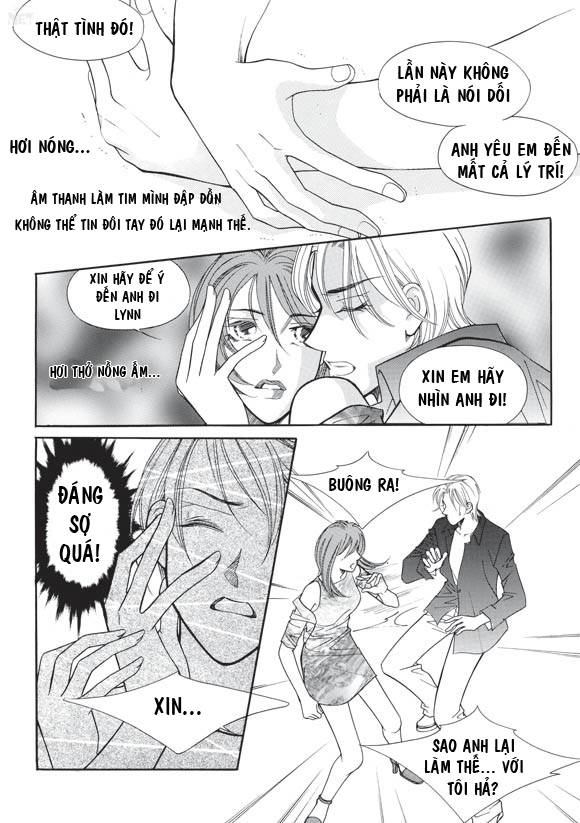 THẬT TÌNH ĐÓ!
LẦN NÀY KHÔNG
PHẢI LÀ NÓI DỐI
ANH YÊU EM ĐẾN
MẤT CẢ LÝ TRÍ!
HƠI NÓNG...
ÂM THANH LÀM TIM MÌNH ĐẬP DỒN
KHÔNG THỂ TIN ĐÔI TAY ĐÓ LẠI MẠNH THẾ.
XIN HÃY ĐỂ Ý
ĐẾN ANH ĐI
LYNN
HƠI THỞ NỒNG ẤM...
XIN EM HÃY
NHÌN ANH ĐI!
ĐÁNG
SỢ
QUÁ!
XIN...
BUÔNG RA!
SAO ANH LẠI
LÀM THẾ... VỚI
TÔI HẢ?